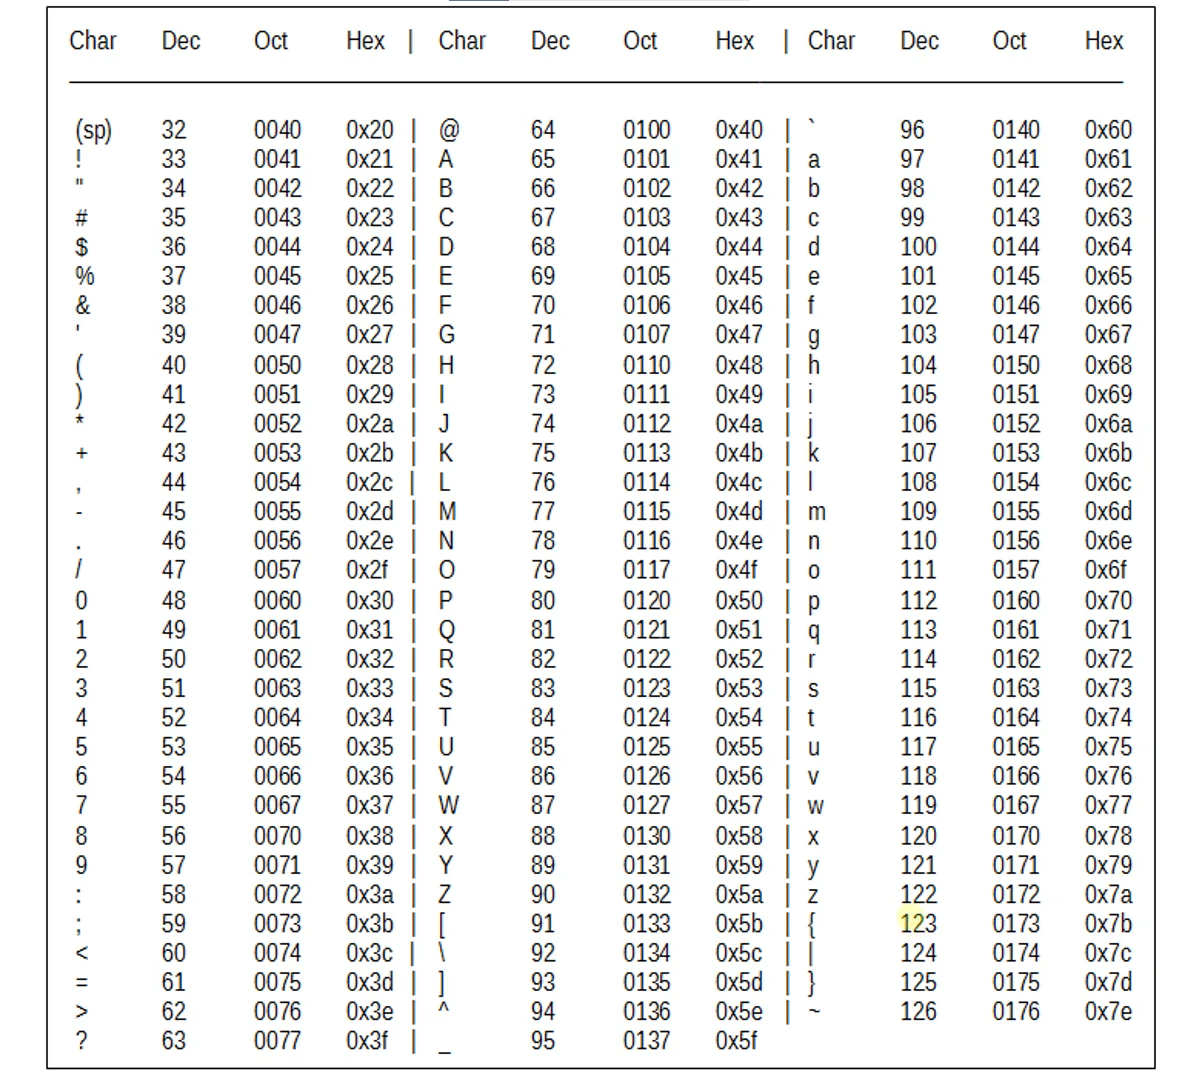 Char Dec Oct Hex | Char Dec Oct Hex | Char Dec Oct Hex
(sp) 32 0040 0x20 | @ 64 0100 0x40 | ` 96 0140 0x60
! 33 0041 0x21 | A 65 0101 0x41 | a 97 0141 0x61
" 34 0042 0x22 | B 66 0102 0x42 | b 98 0142 0x62
# 35 0043 0x23 | C 67 0103 0x43 | c 99 0143 0x63
$ 36 0044 0x24 | D 68 0104 0x44 | d 100 0144 0x64
% 37 0045 0x25 | E 69 0105 0x45 | e 101 0145 0x65
& 38 0046 0x26 | F 70 0106 0x46 | f 102 0146 0x66
' 39 0047 0x27 | G 71 0107 0x47 | g 103 0147 0x67
( 40 0050 0x28 | H 72 0110 0x48 | h 104 0150 0x68
) 41 0051 0x29 | I 73 0111 0x49 | i 105 0151 0x69
* 42 0052 0x2a | J 74 0112 0x4a | j 106 0152 0x6a
+ 43 0053 0x2b | K 75 0113 0x4b | k 107 0153 0x6b
, 44 0054 0x2c | L 76 0114 0x4c | l 108 0154 0x6c
- 45 0055 0x2d | M 77 0115 0x4d | m 109 0155 0x6d
. 46 0056 0x2e | N 78 0116 0x4e | n 110 0156 0x6e
/ 47 0057 0x2f | O 79 0117 0x4f | o 111 0157 0x6f
0 48 0060 0x30 | P 80 0120 0x50 | p 112 0160 0x70
1 49 0061 0x31 | Q 81 0121 0x51 | q 113 0161 0x71
2 50 0062 0x32 | R 82 0122 0x52 | r 114 0162 0x72
3 51 0063 0x33 | S 83 0123 0x53 | s 115 0163 0x73
4 52 0064 0x34 | T 84 0124 0x54 | t 116 0164 0x74
5 53 0065 0x35 | U 85 0125 0x55 | u 117 0165 0x75
6 54 0066 0x36 | V 86 0126 0x56 | v 118 0166 0x76
7 55 0067 0x37 | W 87 0127 0x57 | w 119 0167 0x77
8 56 0070 0x38 | X 88 0130 0x58 | x 120 0170 0x78
9 57 0071 0x39 | Y 89 0131 0x59 | y 121 0171 0x79
: 58 0072 0x3a | Z 90 0132 0x5a | z 122 0172 0x7a
; 59 0073 0x3b | [ 91 0133 0x5b | { 123 0173 0x7b
< 60 0074 0x3c | \ 92 0134 0x5c | | 124 0174 0x7c
= 61 0075 0x3d | ] 93 0135 0x5d | } 125 0175 0x7d
> 62 0076 0x3e | ^ 94 0136 0x5e | ~ 126 0176 0x7e
? 63 0077 0x3f | _ 95 0137 0x5f